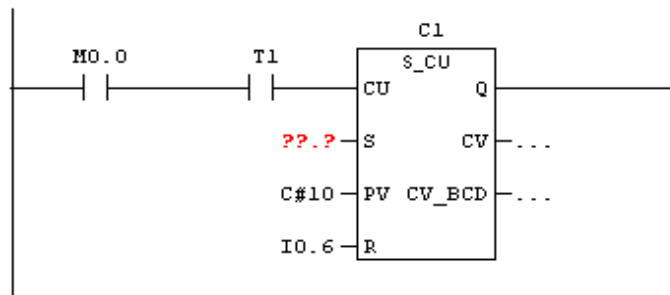 C1
M0.0 T1 S_CU
CU Q
??.? S CV ...
C#10 PV CV_BCD ...
I0.6 R